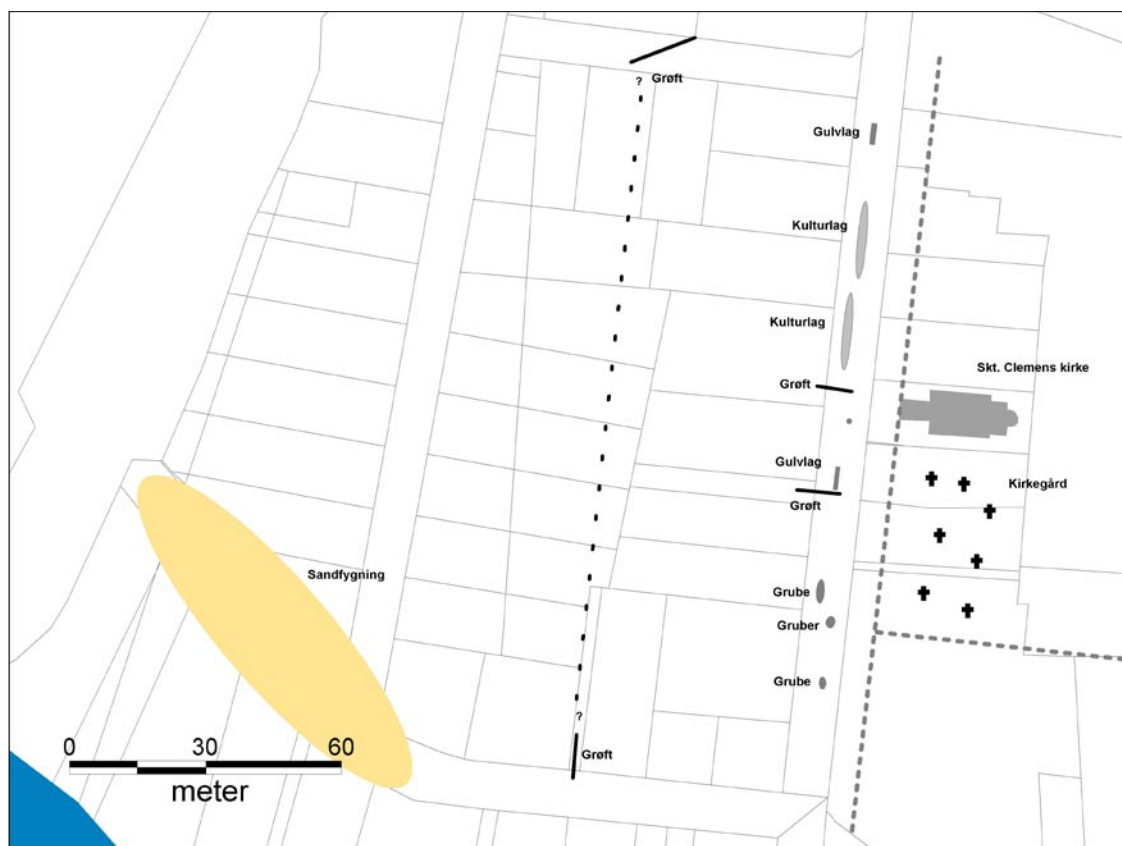 Grøft
?
Gulvlag
Kulturlag
Kulturlag
Skt. Clemens kirke
Grøft
Gulvlag
Kirkegård
Grøft
Sandfygning
Grube
Gruber
Grube
?
Grøft
0 30 60
meter